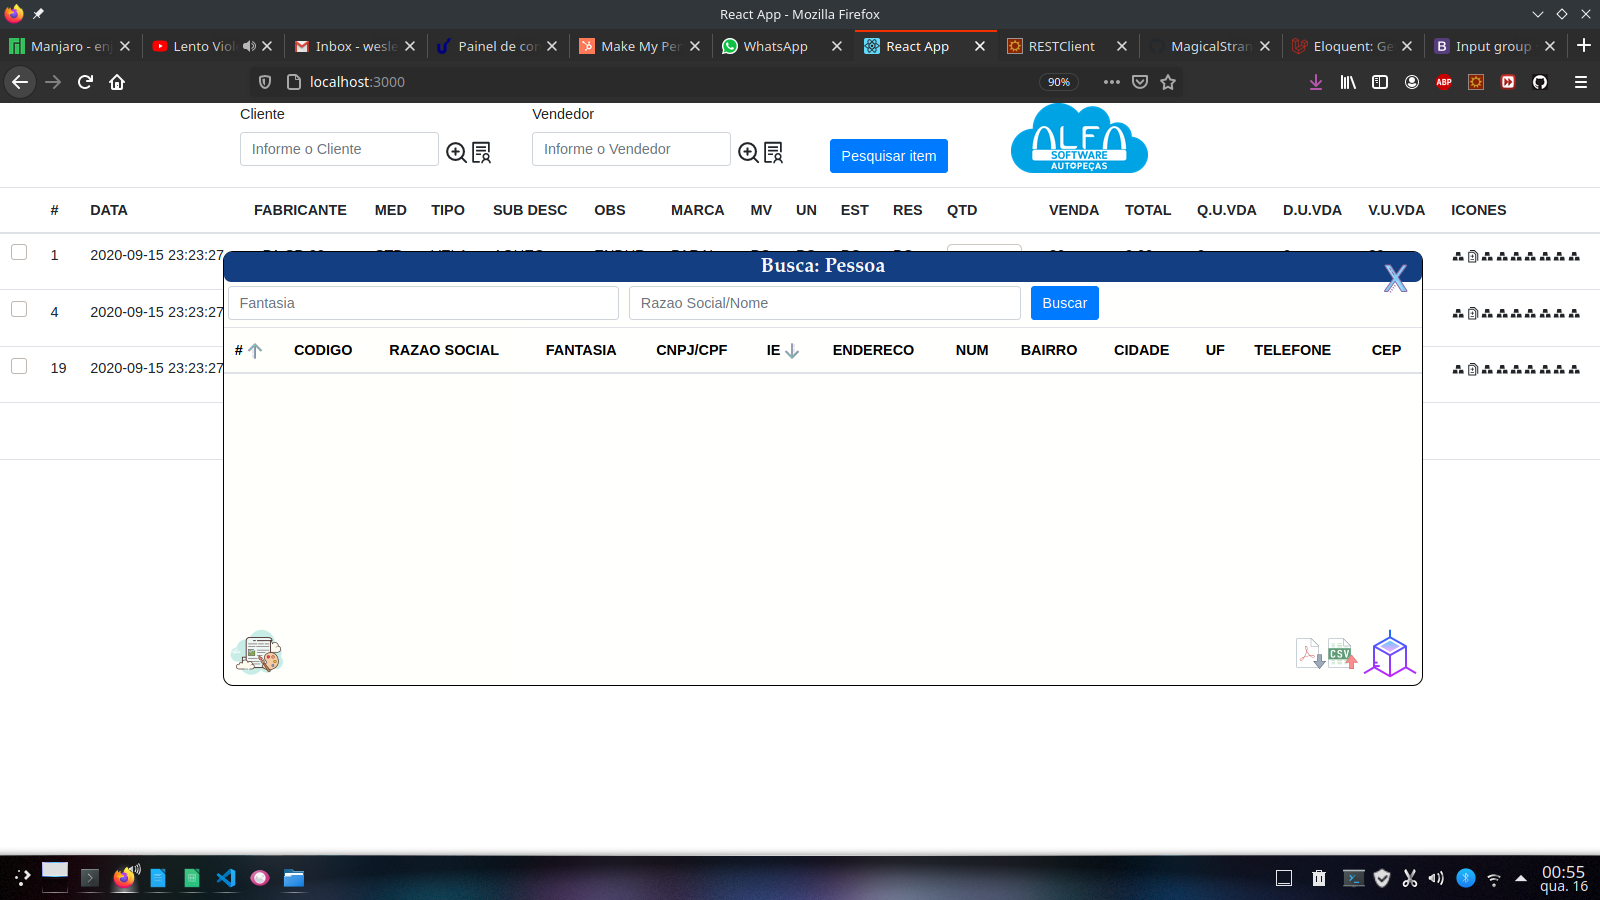 React App - Mozilla Firefox
Manjaro - en
Lento Viol
Inbox - wesle
Painel de con
Make My Per
WhatsApp
React App
RESTClient
MagicalStran
Eloquent: Ge
Input group
localhost:3000
90%
ABP
Cliente
Vendedor
Informe o Cliente
Informe o Vendedor
Pesquisar item
ALFA
SOFTWARE
AUTOPEÇAS
# DATA FABRICANTE MED TIPO SUB DESC OBS MARCA MV UN EST RES QTD VENDA TOTAL Q.U.VDA D.U.VDA V.U.VDA ICONES
1 2020-09-15 23:23:27
4 2020-09-15 23:23:27
19 2020-09-15 23:23:27
Busca: Pessoa
X
Fantasia
Razao Social/Nome
Buscar
# CODIGO RAZAO SOCIAL FANTASIA CNPJ/CPF IE ENDERECO NUM BAIRRO CIDADE UF TELEFONE CEP
CSV
00:55
qua. 16